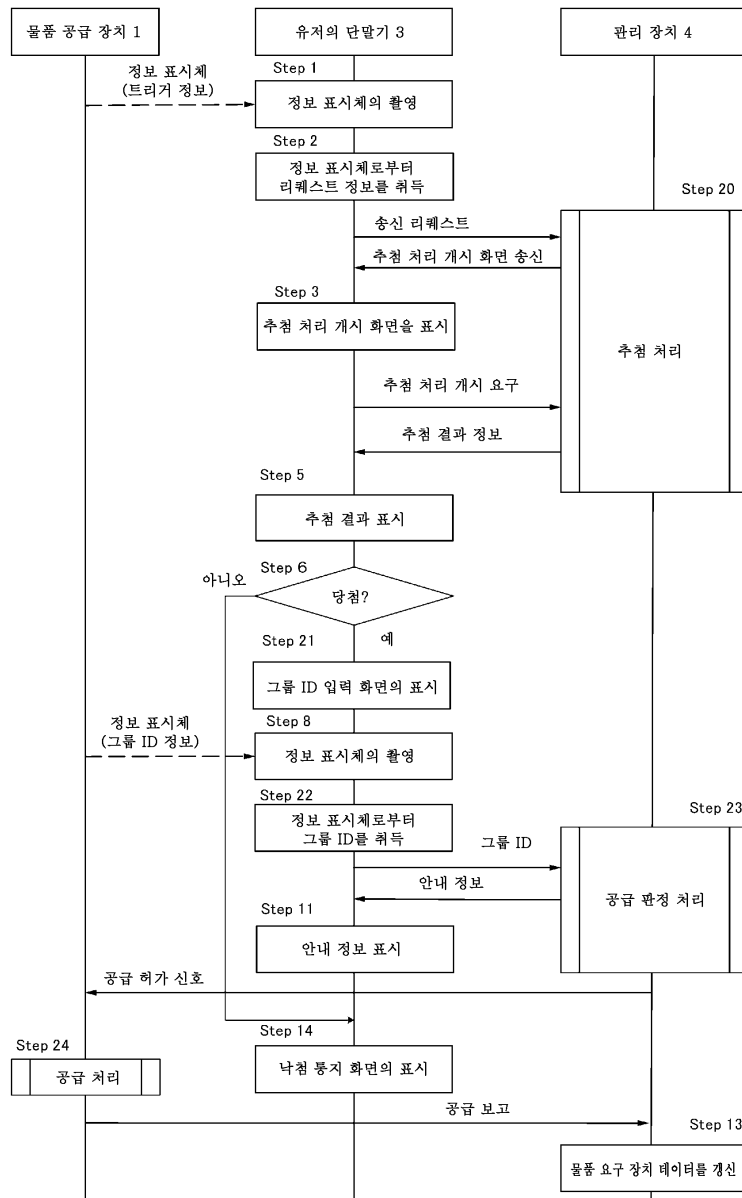 물품 공급 장치 1
유저의 단말기 3
관리 장치 4
Step 1
정보 표시체
(트리거 정보)
정보 표시체의 촬영
Step 2
정보 표시체로부터
리퀘스트 정보를 취득
Step 20
송신 리퀘스트
추첨 처리 개시 화면 송신
Step 3
추첨 처리 개시 화면을 표시
추첨 처리
추첨 처리 개시 요구
추첨 결과 정보
Step 5
추첨 결과 표시
Step 6
아니오
당첨?
예
Step 21
그룹 ID 입력 화면의 표시
Step 8
정보 표시체
(그룹 ID 정보)
정보 표시체의 촬영
Step 22
정보 표시체로부터
그룹 ID를 취득
Step 23
그룹 ID
안내 정보
공급 판정 처리
Step 11
안내 정보 표시
공급 허가 신호
Step 14
Step 24
낙첨 통지 화면의 표시
공급 처리
공급 보고
Step 13
물품 요구 장치 데이터를 갱신